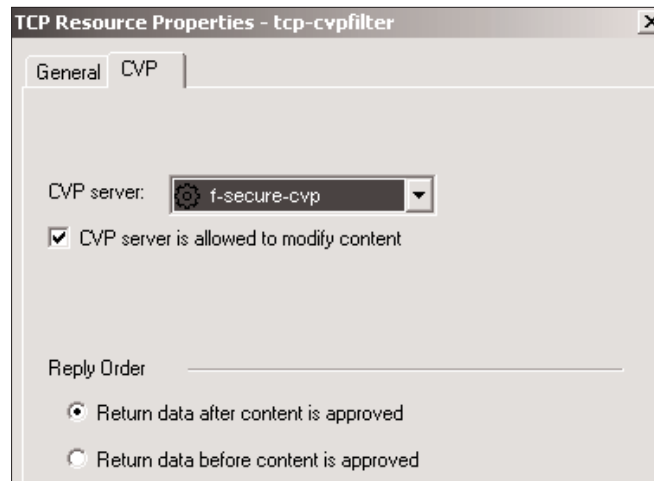 TCP Resource Properties - tcp-cvpfilter
General CVP
CVP server: f-secure-cvp
CVP server is allowed to modify content
Reply Order
Return data after content is approved
Return data before content is approved